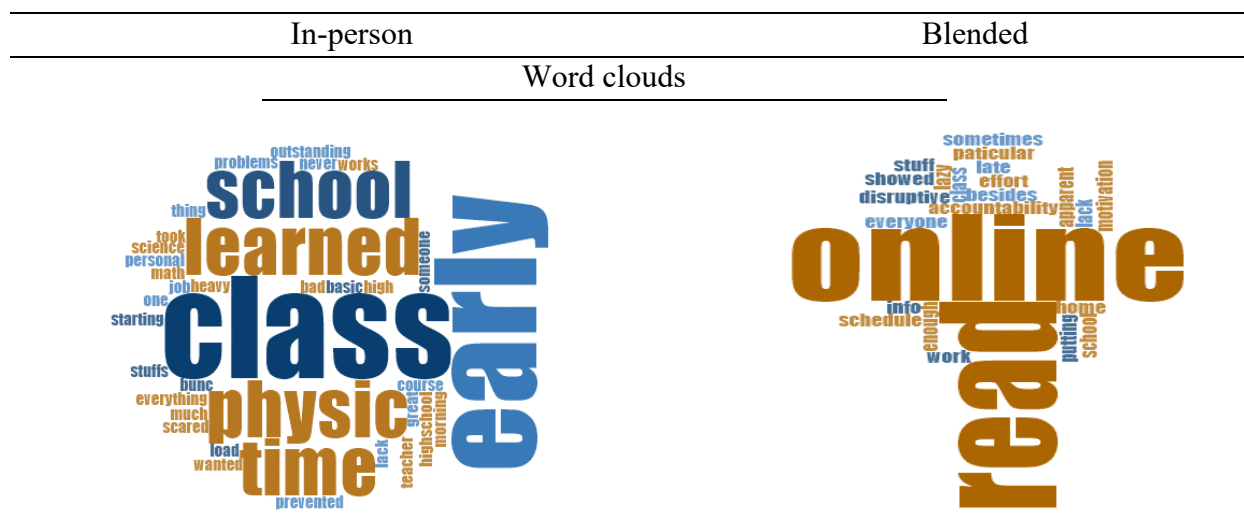 In-person Blended
Word clouds
outstanding
problems never works
school
thing
learned
took
science
personal
math
someone
early
job heavy bad basic high
one
class
starting
stuffs
bunc course
everything
physic
much
scared
great
highschool
morning
load
time
wanted
lack
teacher
prevented
sometimes
paticular
stuff
lazy
class
late
showed
effort
disruptive
besides
apparent
lack
motivation
accountability
everyone
online
info
enough
read
home
schedule
putting
school
work